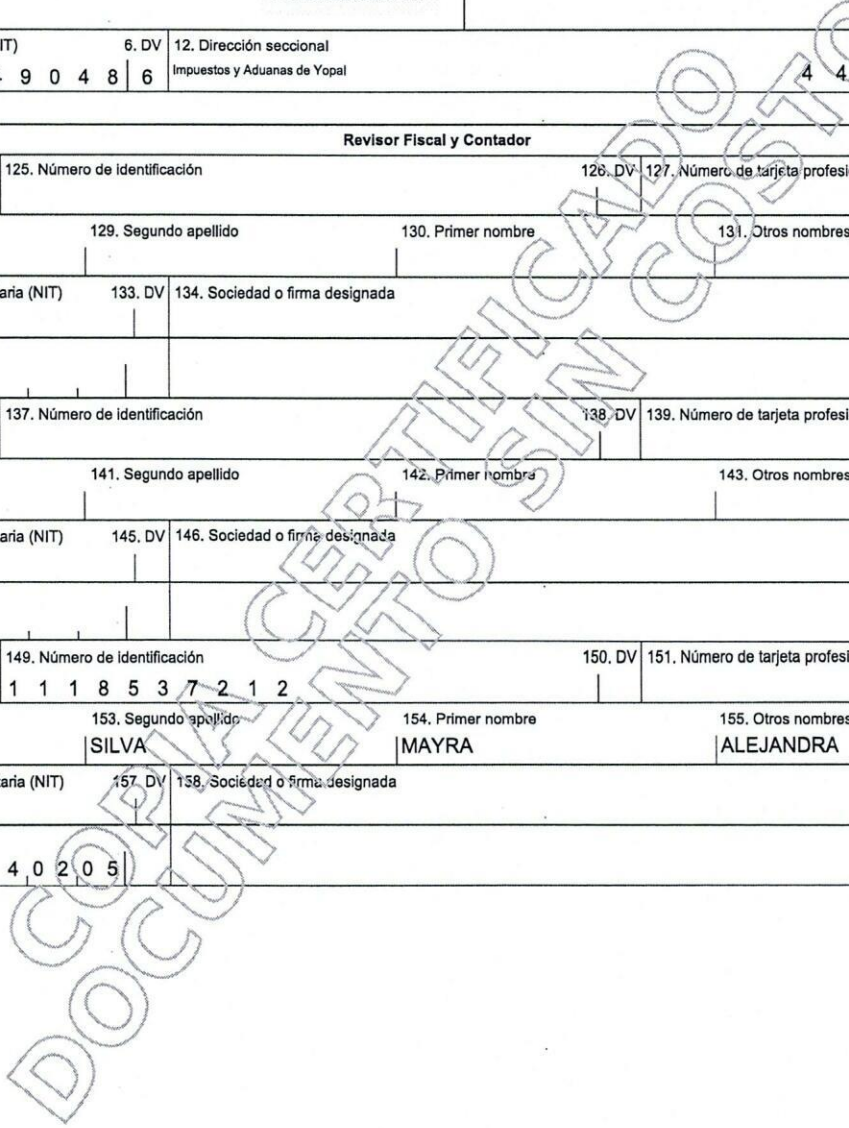 IT) 6. DV 12. Dirección seccional
9 0 4 8 6 Impuestos y Aduanas de Yopal 4 4
Revisor Fiscal y Contador
125. Número de identificación 126. DV 127. Número de tarjeta profesi
129. Segundo apellido 130. Primer nombre 131. Otros nombres
aria (NIT) 133. DV 134. Sociedad o firma designada
137. Número de identificación 138. DV 139. Número de tarjeta profesi
141. Segundo apellido 142. Primer nombre 143. Otros nombres
aria (NIT) 145. DV 146. Sociedad o firma designada
149. Número de identificación 150. DV 151. Número de tarjeta profesi
1 1 1 8 5 3 7 2 1 2
153. Segundo apellido 154. Primer nombre 155. Otros nombres
SILVA MAYRA ALEJANDRA
taria (NIT) 157. DV 158. Sociedad o firma designada
4 0 2 0 5
COPIA CERTIFICADO
DOCUMENTO SIN COSTO